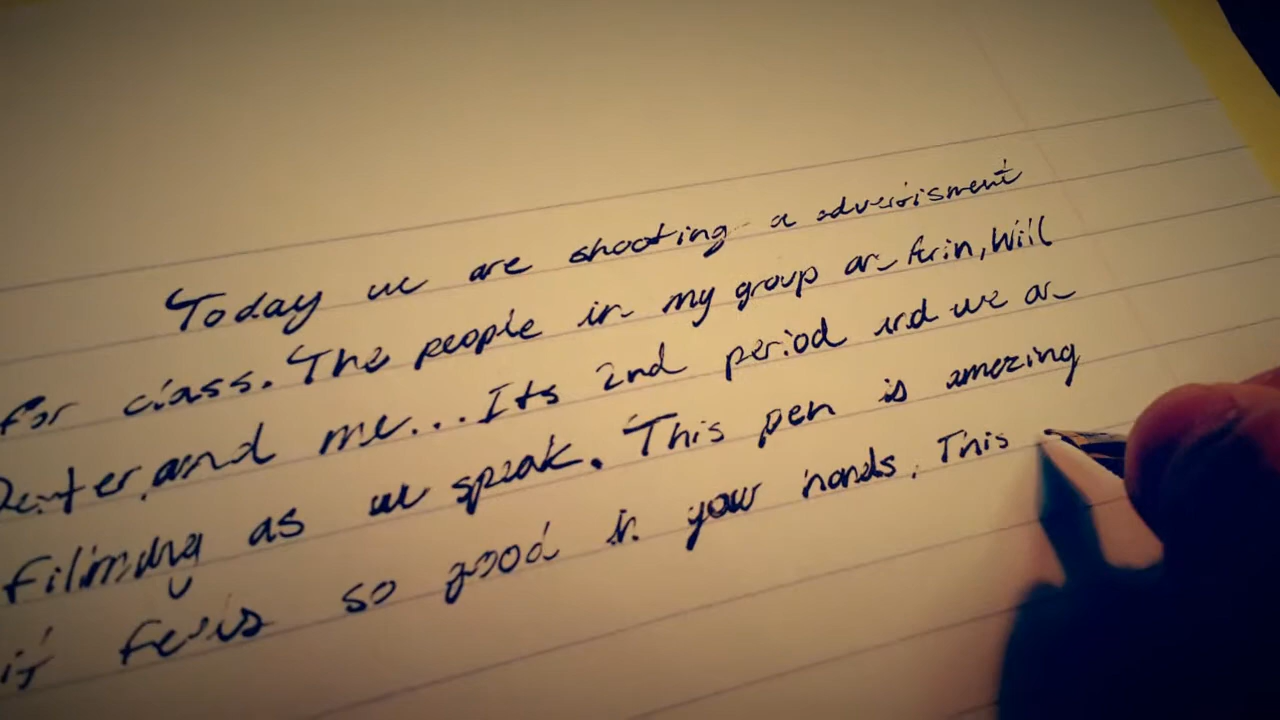 Today we are shooting a advertisment
for class. The people in my group are Erin, Will
Dexter, and me... Its 2nd period and we are
filming as we speak. This pen is amazing
it feels so good in your hands. This